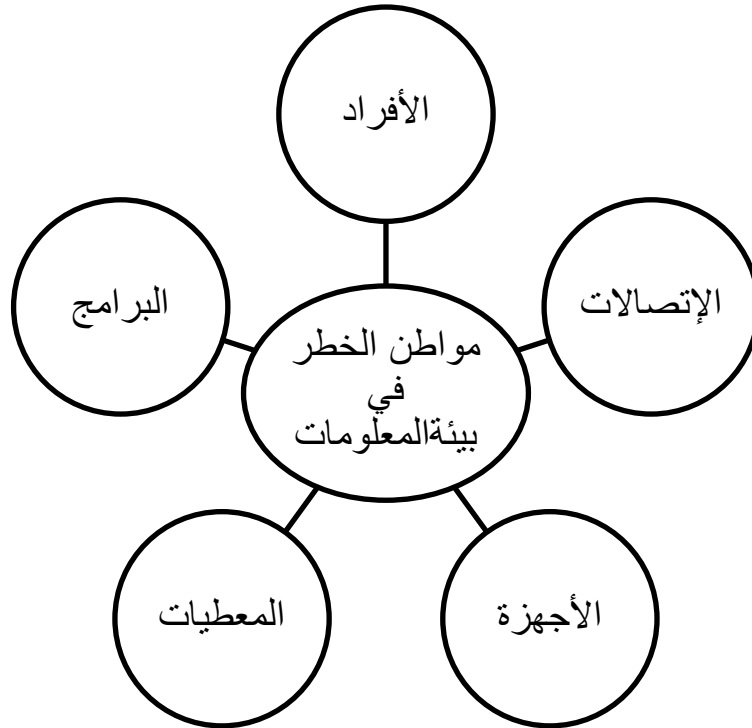 الأفراد
الإتصالات
البرامج
مواطن الخطر
في
بيئةالمعلومات
الأجهزة
المعطيات